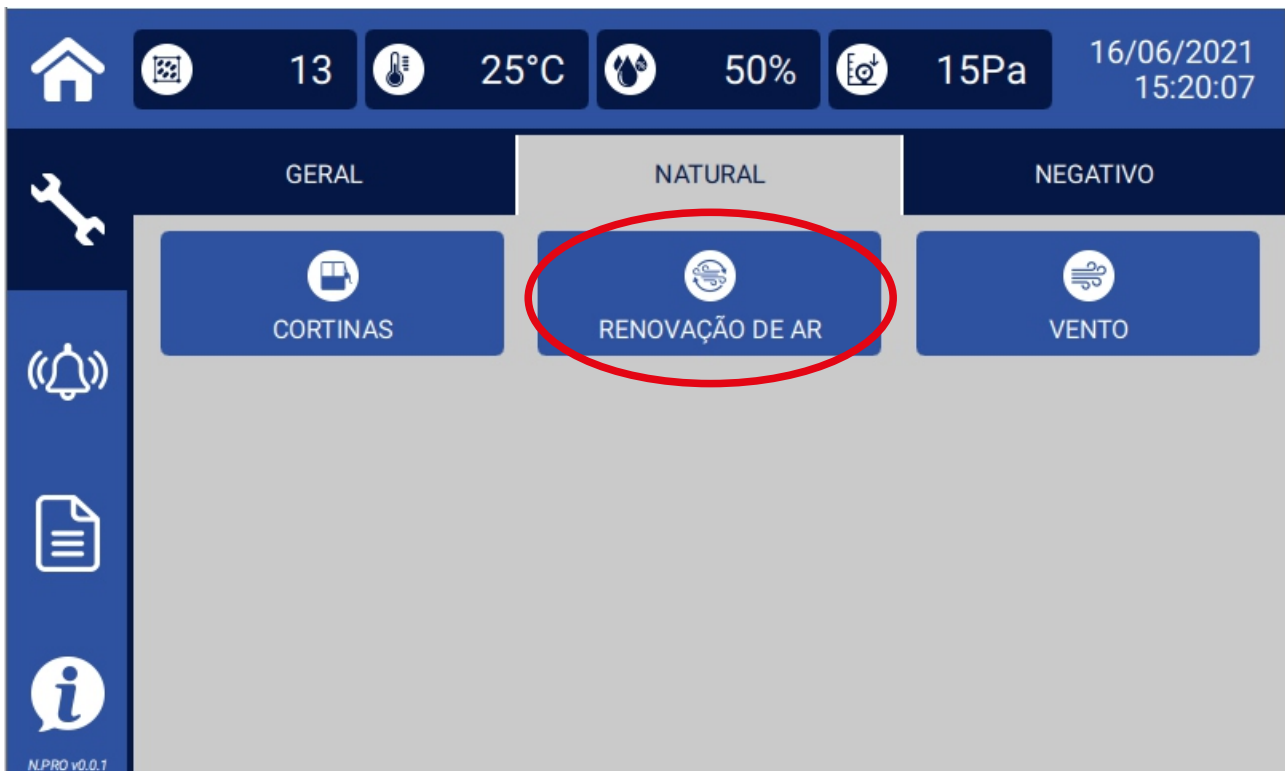 13
25°C
50%
15Pa
16/06/2021
15:20:07
GERAL
NATURAL
NEGATIVO
CORTINAS
RENOVAÇÃO DE AR
VENTO
N.PRO v0.0.1